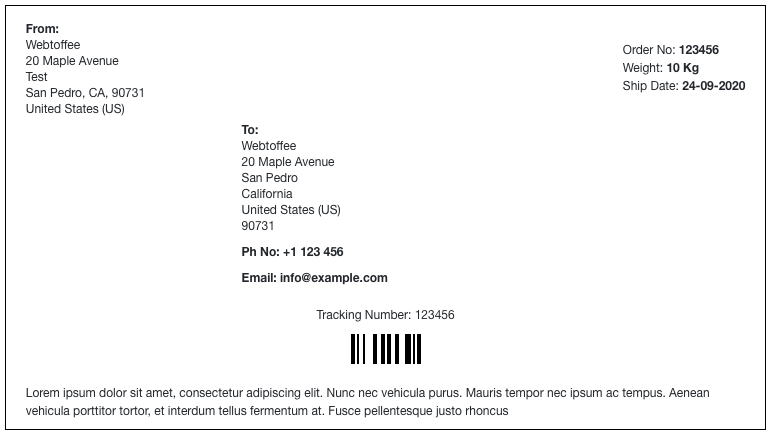 From:
Webtoffee
20 Maple Avenue
Test
San Pedro, CA, 90731
United States (US)
Order No: 123456
Weight: 10 Kg
Ship Date: 24-09-2020
To:
Webtoffee
20 Maple Avenue
San Pedro
California
United States (US)
90731
Ph No: +1 123 456
Email: info@example.com
Tracking Number: 123456
Lorem ipsum dolor sit amet, consectetur adipiscing elit. Nunc nec vehicula purus. Mauris tempor nec ipsum ac tempus. Aenean
vehicula porttitor tortor, et interdum tellus fermentum at. Fusce pellentesque justo rhoncus